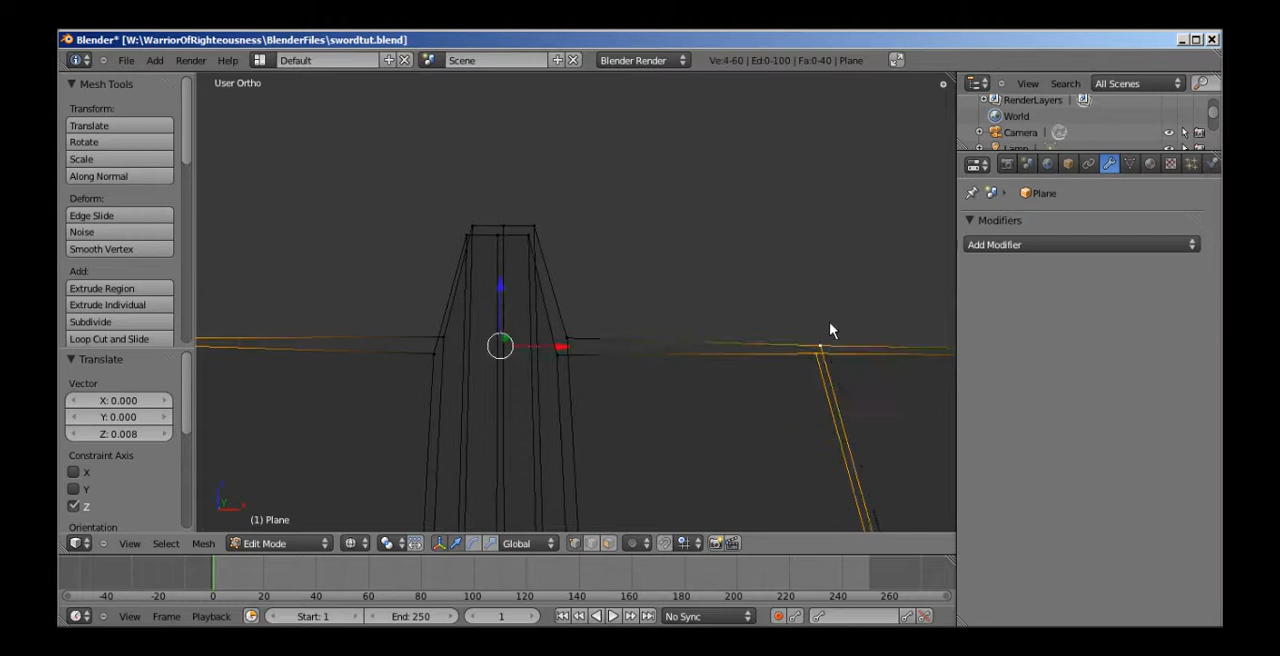 Blender* [W:\WarriorOfRighteousness\BlenderFiles\swordtut.blend]
File Add Render Help Default Scene Blender Render Ve:4-60 | Ed:0-100 | Fa:0-40 | Plane
Mesh Tools
Transform:
Translate
Rotate
Scale
Along Normal
Deform:
Edge Slide
Noise
Smooth Vertex
Add:
Extrude Region
Extrude Individual
Subdivide
Loop Cut and Slide
Translate
Vector
X: 0.000
Y: 0.000
Z: 0.008
Constraint Axis
X
Y
Z
Orientation
User Ortho
(1) Plane
View Select Mesh Edit Mode Global
View Search All Scenes
RenderLayers
World
Camera
Lamp
Plane
Modifiers
Add Modifier
-40 -20 0 20 40 60 80 100 120 140 160 180 200 220 240 260
View Frame Playback Start: 1 End: 250 1 No Sync